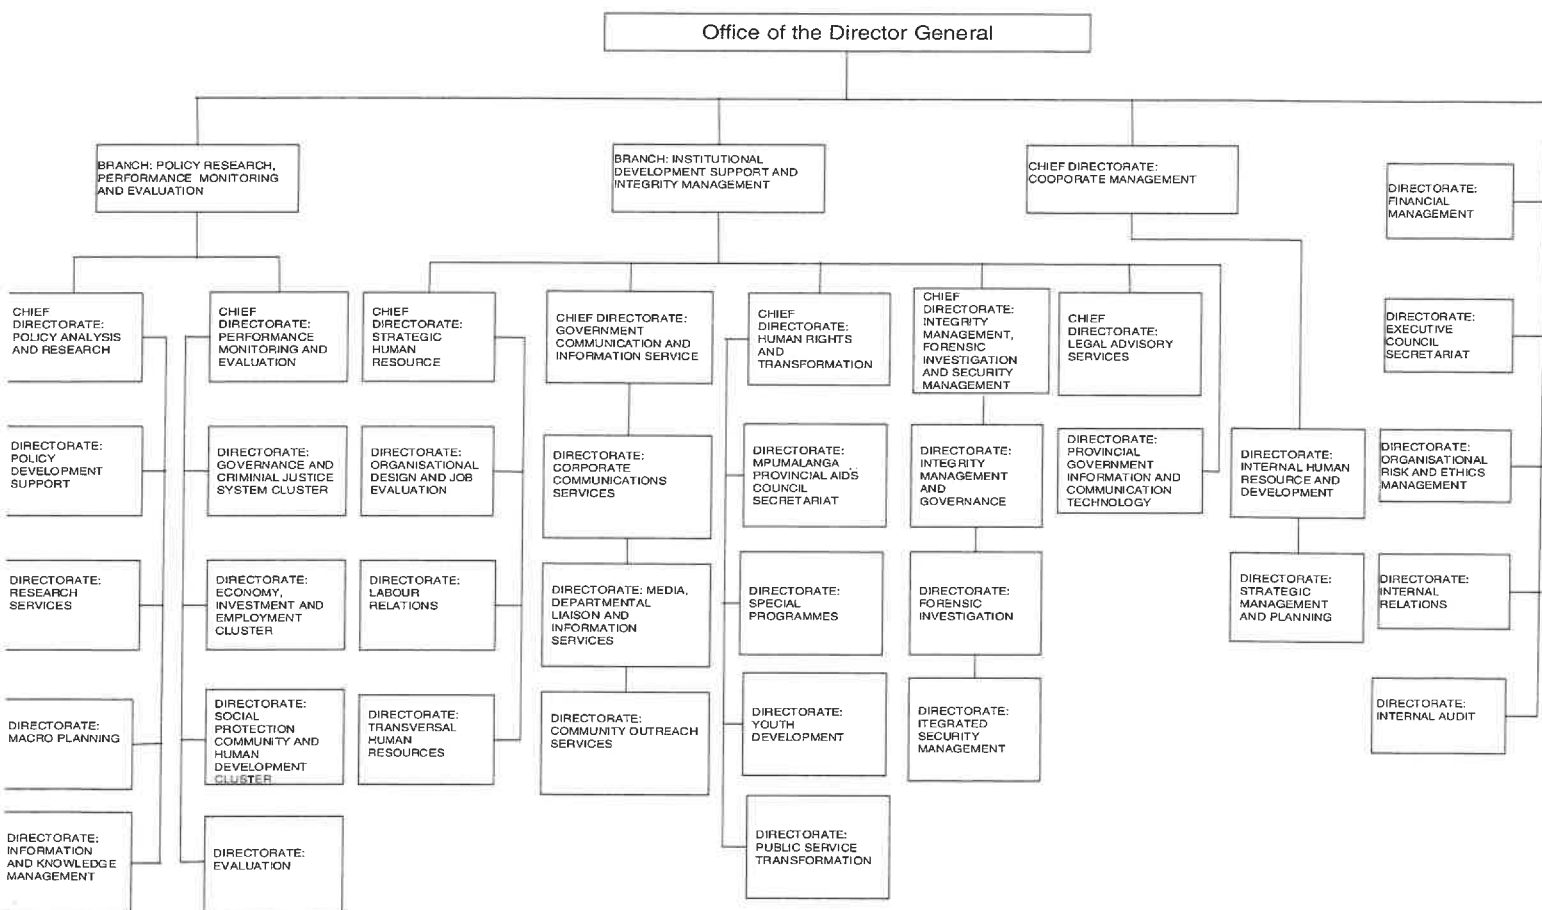 Office of the Director General
BRANCH: POLICY RESEARCH,
PERFORMANCE MONITORING
AND EVALUATION
BRANCH: INSTITUTIONAL
DEVELOPMENT SUPPORT AND
INTEGRITY MANAGEMENT
CHIEF DIRECTORATE:
COOPORATE MANAGEMENT
DIRECTORATE:
FINANCIAL
MANAGEMENT
CHIEF
DIRECTORATE:
POLICY ANALYSIS
AND RESEARCH
CHIEF
DIRECTORATE:
PERFORMANCE
MONITORING AND
EVALUATION
CHIEF
DIRECTORATE:
STRATEGIC
HUMAN
RESOURCE
CHIEF DIRECTORATE:
GOVERNMENT
COMMUNICATION AND
INFORMATION SERVICE
CHIEF
DIRECTORATE:
HUMAN RIGHTS
AND
TRANSFORMATION
CHIEF
DIRECTORATE:
INTEGRITY
MANAGEMENT,
FORENSIC
INVESTIGATION
AND SECURITY
MANAGEMENT
CHIEF
DIRECTORATE:
LEGAL ADVISORY
SERVICES
DIRECTORATE:
EXECUTIVE
COUNCIL
SECRETARIAT
DIRECTORATE:
POLICY
DEVELOPMENT
SUPPORT
DIRECTORATE:
GOVERNANCE AND
CRIMINAL JUSTICE
SYSTEM CLUSTER
DIRECTORATE:
ORGANISATIONAL
DESIGN AND JOB
EVALUATION
DIRECTORATE:
CORPORATE
COMMUNICATIONS
SERVICES
DIRECTORATE:
MPUMALANGA
PROVINCIAL AIDS
COUNCIL
SECRETARIAT
DIRECTORATE:
INTEGRITY
MANAGEMENT
AND
GOVERNANCE
DIRECTORATE:
PROVINCIAL
GOVERNMENT
INFORMATION AND
COMMUNICATION
TECHNOLOGY
DIRECTORATE:
INTERNAL HUMAN
RESOURCE AND
DEVELOPMENT
DIRECTORATE:
ORGANISATIONAL
RISK AND ETHICS
MANAGEMENT
DIRECTORATE:
RESEARCH
SERVICES
DIRECTORATE:
ECONOMY,
INVESTMENT AND
EMPLOYMENT
CLUSTER
DIRECTORATE:
LABOUR
RELATIONS
DIRECTORATE: MEDIA,
DEPARTMENTAL
LIAISON AND
INFORMATION
SERVICES
DIRECTORATE:
SPECIAL
PROGRAMMES
DIRECTORATE:
FORENSIC
INVESTIGATION
DIRECTORATE:
STRATEGIC
MANAGEMENT
AND PLANNING
DIRECTORATE:
INTERNAL
RELATIONS
DIRECTORATE:
MACRO PLANNING
DIRECTORATE:
SOCIAL
PROTECTION
COMMUNITY AND
HUMAN
DEVELOPMENT
CLUSTER
DIRECTORATE:
TRANSVERSAL
HUMAN
RESOURCES
DIRECTORATE:
COMMUNITY OUTREACH
SERVICES
DIRECTORATE:
YOUTH
DEVELOPMENT
DIRECTORATE:
ITEGRATED
SECURITY
MANAGEMENT
DIRECTORATE:
INTERNAL AUDIT
DIRECTORATE:
INFORMATION
AND KNOWLEDGE
MANAGEMENT
DIRECTORATE:
EVALUATION
DIRECTORATE:
PUBLIC SERVICE
TRANSFORMATION